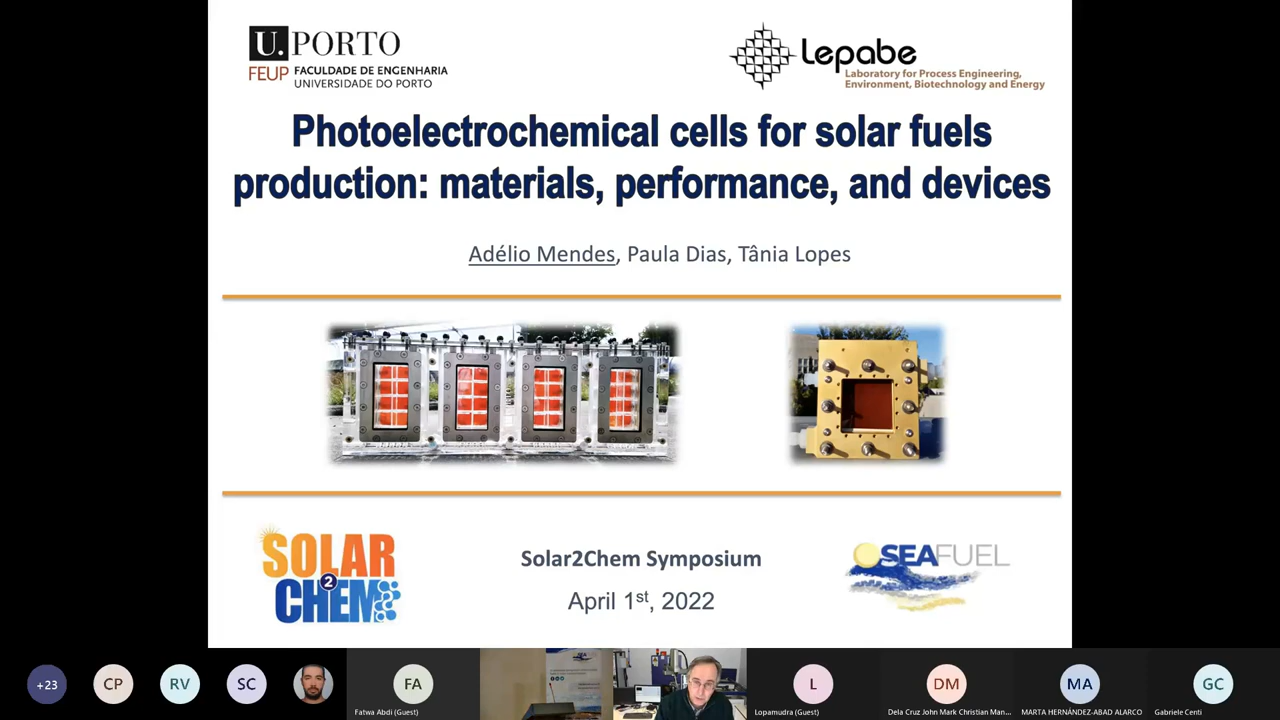 U.PORTO
FEUP FACULDADE DE ENGENHARIA
UNIVERSIDADE DO PORTO
Lepabe
Laboratory for Process Engineering,
Environment, Biotechnology and Energy
Photoelectrochemical cells for solar fuels
production: materials, performance, and devices
Adélio Mendes, Paula Dias, Tânia Lopes
SOLAR
2
CHEM
Solar2Chem Symposium
April 1st, 2022
SEAFUEL
+23
CP
RV
SC
FA
L
DM
MA
GC
Fatwa Abdi (Guest)
Lopamudra (Guest)
Dela Cruz John Mark Christian Man...
MARTA HERNÁNDEZ-ABAD ALARCO
Gabriele Centi